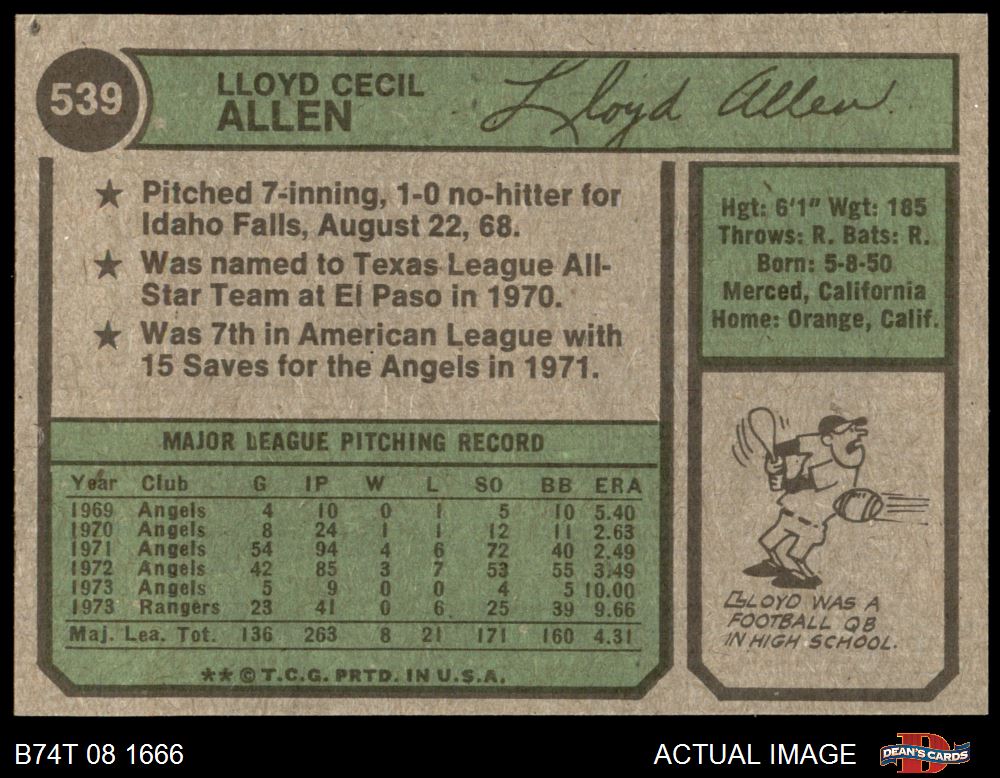 539
LLOYD CECIL
ALLEN
Lloyd Allen
★ Pitched 7-inning, 1-0 no-hitter for
Idaho Falls, August 22, 68.
★ Was named to Texas League All-
Star Team at El Paso in 1970.
★ Was 7th in American League with
15 Saves for the Angels in 1971.
Hgt: 6'1" Wgt: 185
Throws: R. Bats: R.
Born: 5-8-50
Merced, California
Home: Orange, Calif.
MAJOR LEAGUE PITCHING RECORD
Year Club G IP W L SO BB ERA
1969 Angels 4 10 0 1 5 10 5.40
1970 Angels 8 24 1 1 12 11 2.63
1971 Angels 54 94 4 6 72 40 2.49
1972 Angels 42 85 3 7 53 55 3.49
1973 Angels 5 9 0 0 4 5 10.00
1973 Rangers 23 41 0 6 25 39 9.66
Maj. Lea. Tot. 136 263 8 21 171 160 4.31
** © T.C.G. PRTD. IN U.S.A.
LLOYD WAS A
FOOTBALL QB
IN HIGH SCHOOL.
B74T 08 1666
ACTUAL IMAGE
D
DEAN'S CARDS